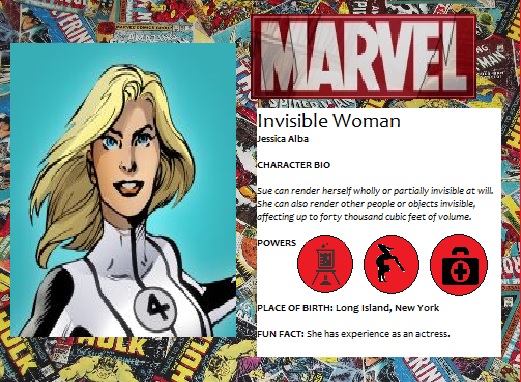 MARVEL
Invisible Woman
Jessica Alba
CHARACTER BIO
Sue can render herself wholly or partially invisible at will.
She can also render other people or objects invisible,
affecting up to forty thousand cubic feet of volume.
POWERS
PLACE OF BIRTH: Long Island, New York
FUN FACT: She has experience as an actress.
4